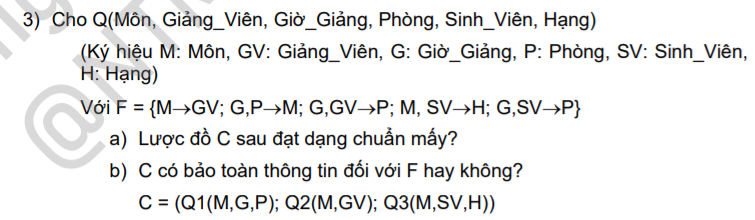 3) Cho Q(Môn, Giảng_Viên, Giờ_Giảng, Phòng, Sinh_Viên, Hạng)
(Ký hiệu M: Môn, GV: Giảng_Viên, G: Giờ_Giảng, P: Phòng, SV: Sinh_Viên,
H: Hạng)
Với F = {M→GV; G,P→M; G,GV→P; M, SV→H; G,SV→P}
a) Lược đồ C sau đạt dạng chuẩn mấy?
b) C có bảo toàn thông tin đối với F hay không?
C = (Q1(M,G,P); Q2(M,GV); Q3(M,SV,H))